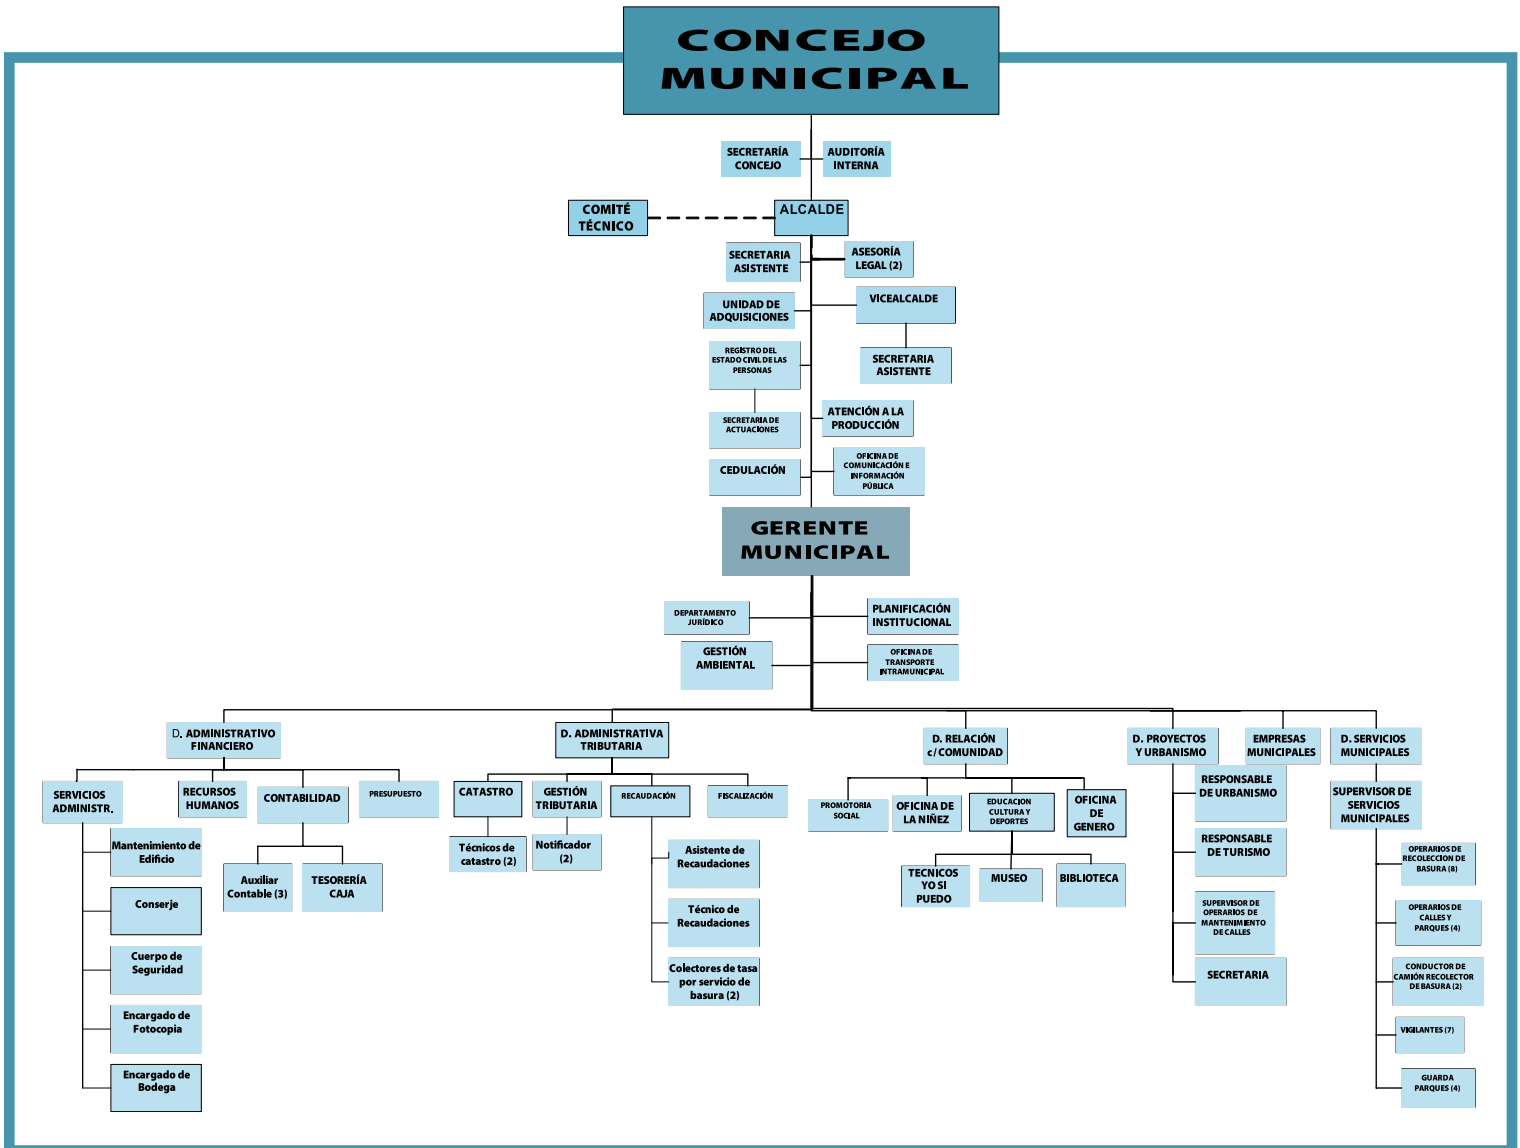 CONCEJO
MUNICIPAL
SECRETARÍA
CONCEJO
AUDITORÍA
INTERNA
COMITÉ
TÉCNICO
ALCALDE
SECRETARIA
ASISTENTE
ASESORÍA
LEGAL (2)
UNIDAD DE
ADQUISICIONES
VICEALCALDE
REGISTRO DEL
ESTADO CIVIL DE LAS
PERSONAS
SECRETARIA
ASISTENTE
SECRETARIA DE
ACTUACIONES
ATENCIÓN A LA
PRODUCCIÓN
CEDULACIÓN
OFICINA DE
COMUNICACIÓN E
INFORMACIÓN
PÚBLICA
GERENTE
MUNICIPAL
DEPARTAMENTO
JURÍDICO
PLANIFICACIÓN
INSTITUCIONAL
GESTIÓN
AMBIENTAL
OFICINA DE
TRANSPORTE
INTRAMUNICIPAL
D. ADMINISTRATIVO
FINANCIERO
D. ADMINISTRATIVA
TRIBUTARIA
D. RELACIÓN
c/ COMUNIDAD
D. PROYECTOS
Y URBANISMO
EMPRESAS
MUNICIPALES
D. SERVICIOS
MUNICIPALES
SERVICIOS
ADMINISTR.
RECURSOS
HUMANOS
CONTABILIDAD
PRESUPUESTO
CATASTRO
GESTIÓN
TRIBUTARIA
RECAUDACIÓN
FISCALIZACIÓN
PROMOTORIA
SOCIAL
OFICINA DE
LA NIÑEZ
EDUCACION
CULTURA Y
DEPORTES
OFICINA
DE
GENERO
RESPONSABLE
DE URBANISMO
SUPERVISOR DE
SERVICIOS
MUNICIPALES
Mantenimiento de
Edificio
Conserje
Cuerpo de
Seguridad
Encargado de
Fotocopia
Encargado de
Bodega
Auxiliar
Contable (3)
TESORERÍA
CAJA
Técnicos de
catastro (2)
Notificador
(2)
Asistente de
Recaudaciones
Técnico de
Recaudaciones
Colectores de tasa
por servicio de
basura (2)
TECNICOS
YO SI
PUEDO
MUSEO
BIBLIOTECA
RESPONSABLE
DE TURISMO
SUPERVISOR DE
OPERARIOS DE
MANTENIMIENTO
DE CALLES
SECRETARIA
OPERARIOS DE
RECOLECCION DE
BASURA (8)
OPERARIOS DE
CALLES Y
PARQUES (4)
CONDUCTOR DE
CAMIÓN RECOLECTOR
DE BASURA (2)
VIGILANTES (7)
GUARDA
PARQUES (4)